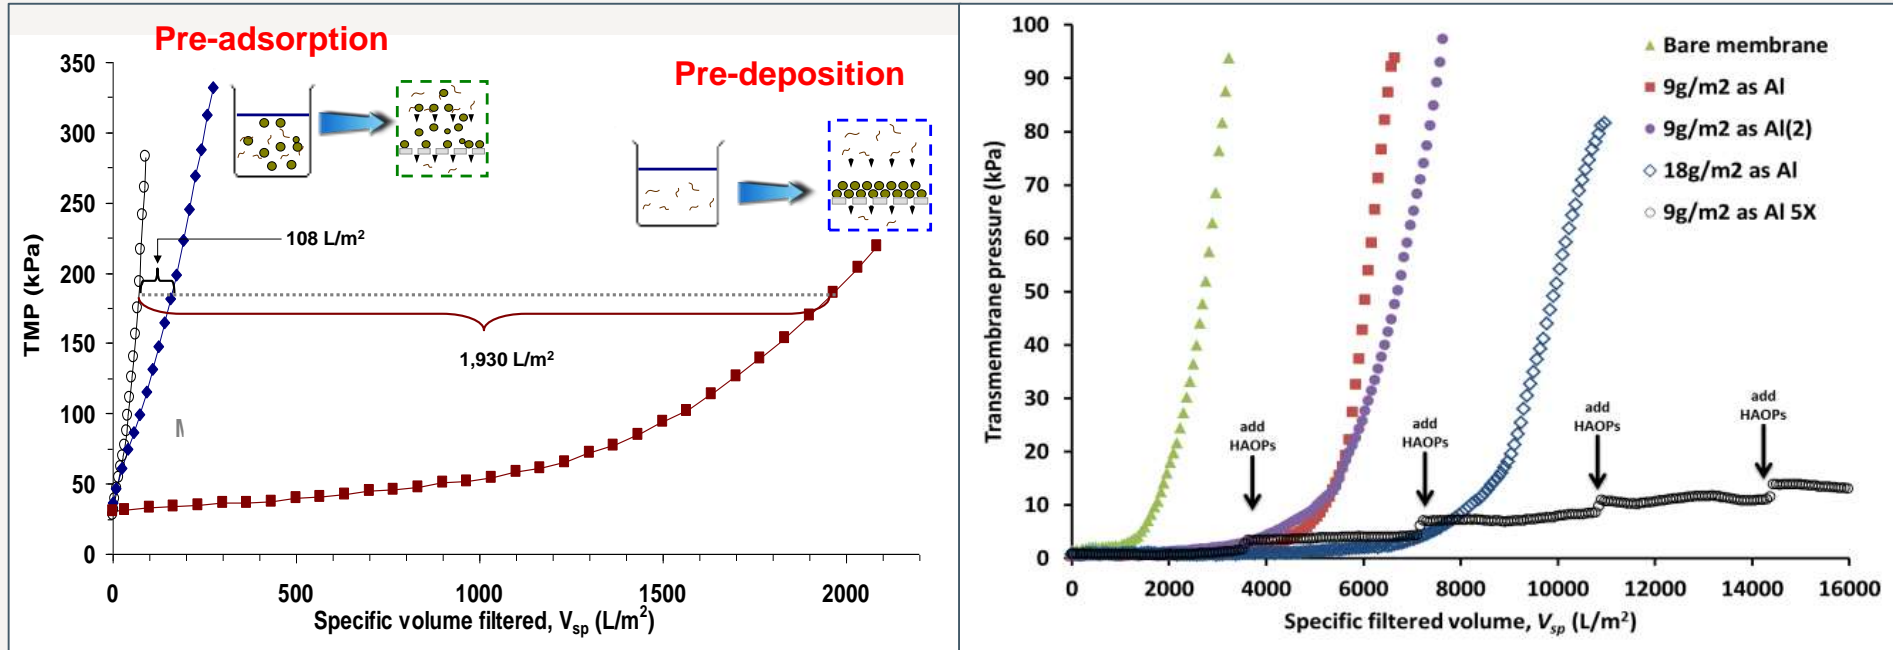 Pre-adsorption
Pre-deposition
350
300
250
200
150
100
50
0
TMP (kPa)
108 L/m²
1,930 L/m²
0
500
1000
1500
2000
Specific volume filtered, Vsp (L/m²)
100
90
80
70
60
50
40
30
20
10
0
Transmembrane pressure (kPa)
Bare membrane
9g/m2 as Al
9g/m2 as Al(2)
18g/m2 as Al
9g/m2 as Al 5X
add
HAOPs
add
HAOPs
add
HAOPs
add
HAOPs
0
2000
4000
6000
8000
10000
12000
14000
16000
Specific filtered volume, Vsp (L/m²)